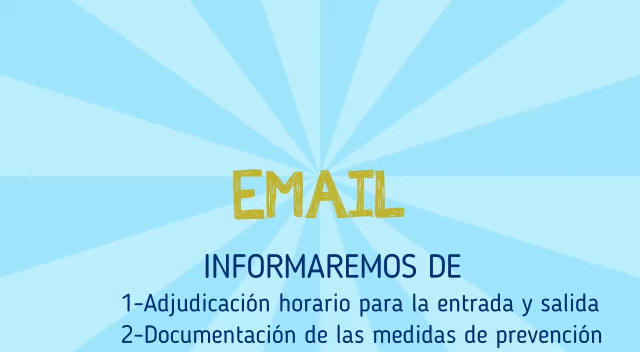 EMAIL
INFORMAREMOS DE
1-Adjudicación horario para la entrada y salida
2-Documentación de las medidas de prevención